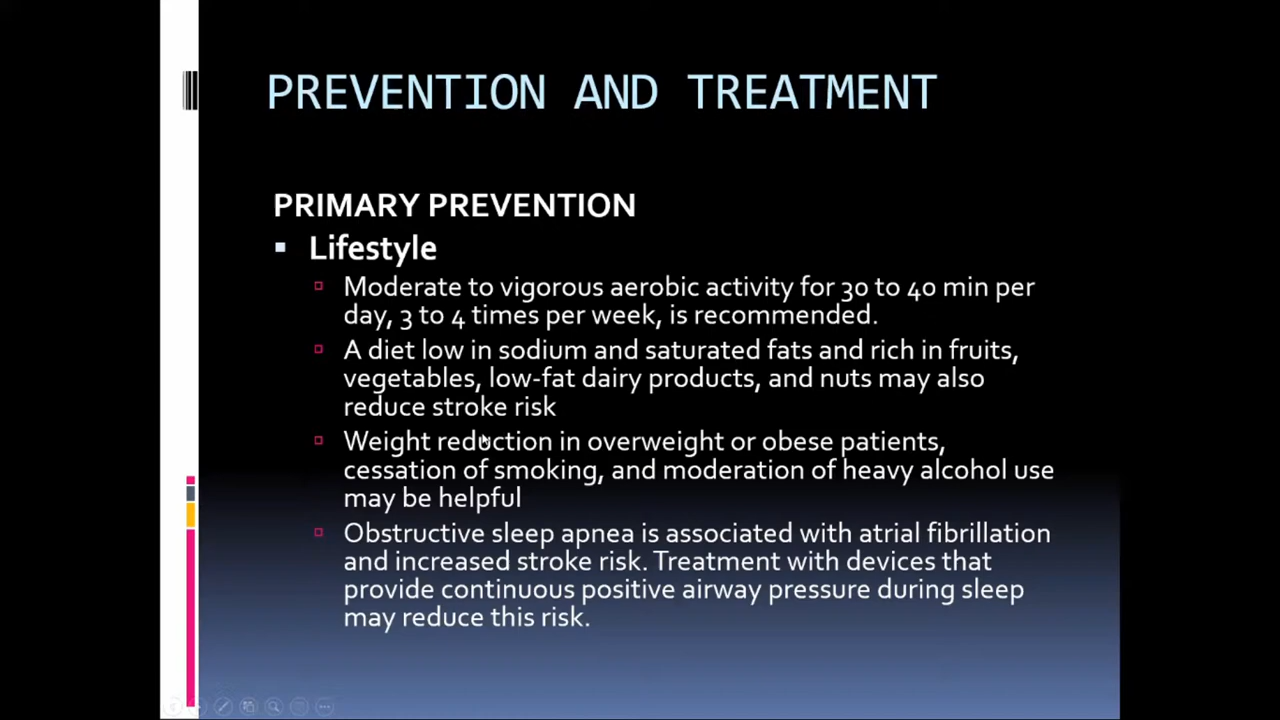 PREVENTION AND TREATMENT
PRIMARY PREVENTION
Lifestyle
Moderate to vigorous aerobic activity for 30 to 40 min per
day, 3 to 4 times per week, is recommended.
A diet low in sodium and saturated fats and rich in fruits,
vegetables, low-fat dairy products, and nuts may also
reduce stroke risk
Weight reduction in overweight or obese patients,
cessation of smoking, and moderation of heavy alcohol use
may be helpful
Obstructive sleep apnea is associated with atrial fibrillation
and increased stroke risk. Treatment with devices that
provide continuous positive airway pressure during sleep
may reduce this risk.